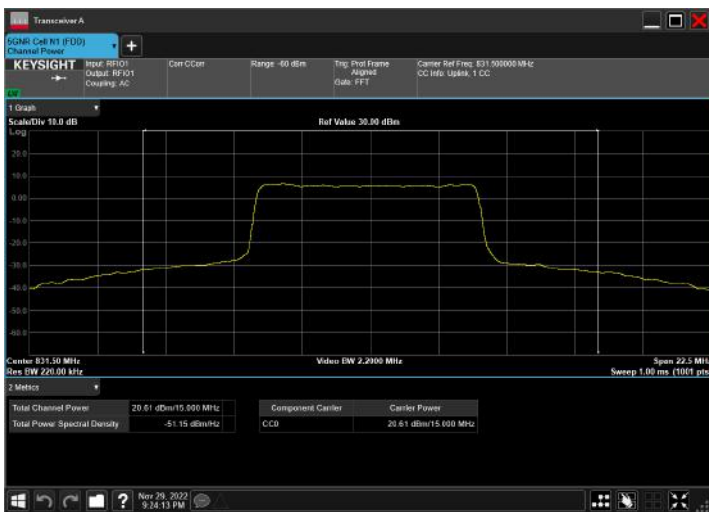 Transceiver A
5GNR Cell N1 (FDD)
Channel Power
KEYSIGHT
Input: RFIO1
Output: RFIO1
Coupling: AC
Corr CCorr
Range -60 dBm
Trig: Prot Frame
Aligned
Gate: FFT
Carrier Ref Freq: 831.500000 MHz
CC Info: Uplink, 1 CC
1 Graph
Scale/Div 10.0 dB
Ref Value 30.00 dBm
Log
20.0
0.00
-10.0
-30.0
-40.0
-50.0
-60.0
Center 831.50 MHz
Res BW 220.00 kHz
Video BW 2.2000 MHz
Span 22.5 MH
Sweep 1.00 ms (1001 pts
2 Metrics
Total Channel Power 20.61 dBm/15.000 MHz
Total Power Spectral Density -51.15 dBm/Hz
Component Carrier Carrier Power
CC0 20.61 dBm/15.000 MHz
Nov 29, 2022
9:24:13 PM